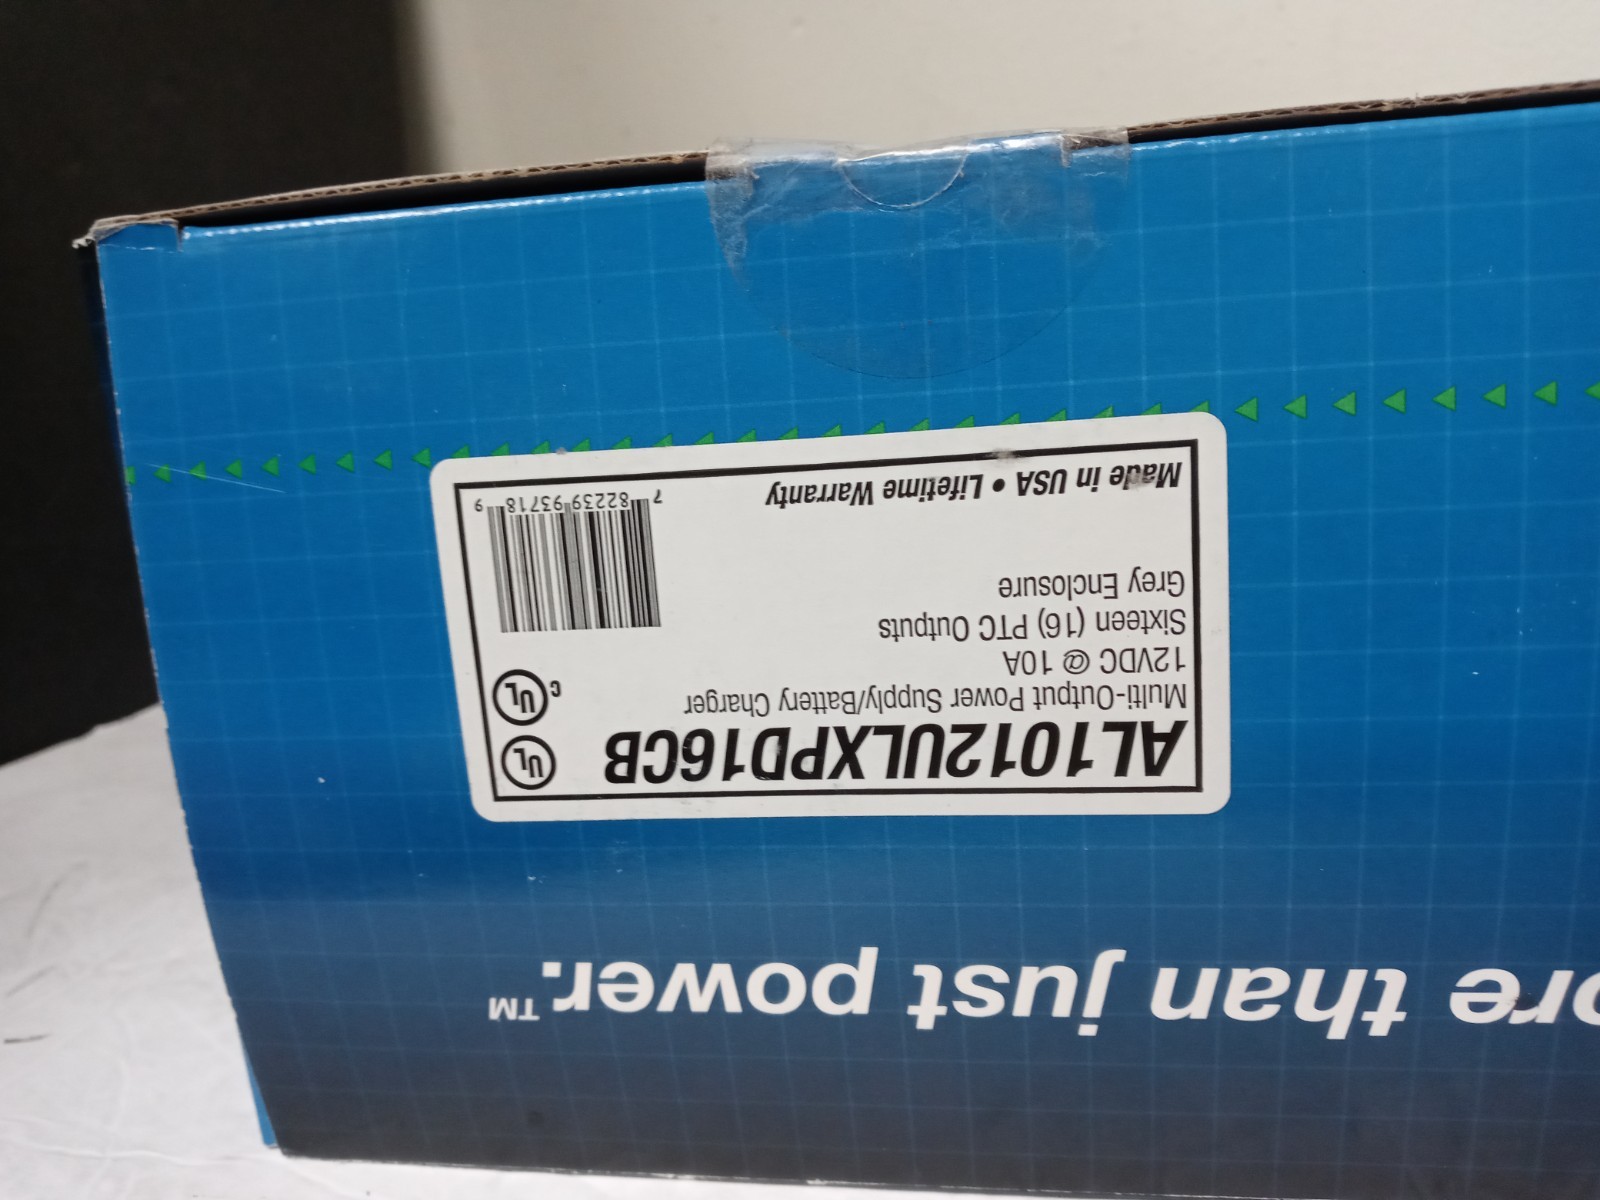 ore than just power.™
AL1012ULXPD16CB
Multi-Output Power Supply/Battery Charger
12VDC @ 10A
Sixteen (16) PTC Outputs
Grey Enclosure
Made in USA • Lifetime Warranty
UL
c UL
7 82239 93718 9